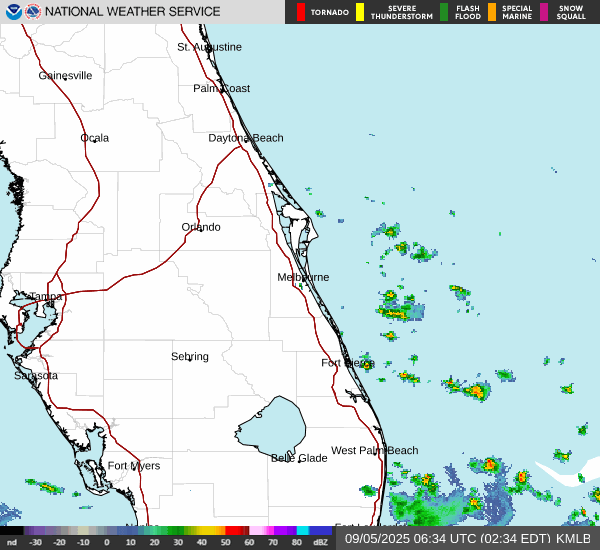 NATIONAL WEATHER SERVICE
TORNADO
SEVERE
THUNDERSTORM
FLASH
FLOOD
SPECIAL
MARINE
SNOW
SQUALL
St. Augustine
Gainesville
Palm Coast
Ocala
Daytona Beach
Orlando
Melbourne
Tampa
Sebring
Fort Pierce
Sarasota
West Palm Beach
Belle Glade
Fort Myers
nd -30 -20 -10 0 10 20 30 40 50 60 70 80 dBZ
09/05/2025 06:34 UTC (02:34 EDT) KMLB